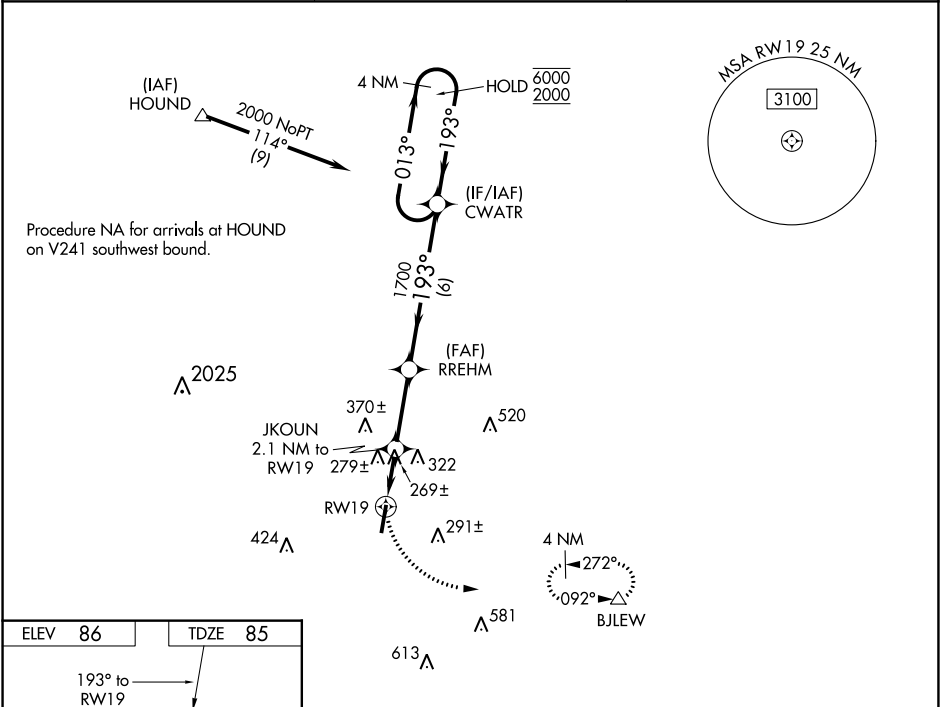 (IAF)
HOUND
2000 NoPT
114°
(9)
4 NM
HOLD 6000
2000
013°
193°
(IF/IAF)
CWATR
MSA RW19 25 NM
3100
Procedure NA for arrivals at HOUND
on V241 southwest bound.
1700
193°
(6)
(FAF)
RREHM
2025
370±
520
JKOUN
2.1 NM to
RW19
279±
322
269±
RW19
291±
424
4 NM
272°
092°
BJLEW
581
613
ELEV 86
TDZE 85
193° to
RW19